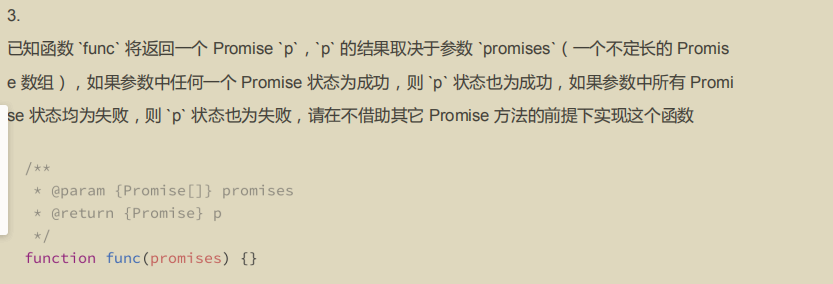 3.
已知函数 `func` 将返回一个 Promise `p`，`p` 的结果取决于参数 `promises`（一个不定长的 Promis
e 数组），如果参数中任何一个 Promise 状态为成功，则 `p` 状态也为成功，如果参数中所有 Promi
se 状态均为失败，则 `p` 状态也为失败，请在不借助其它 Promise 方法的前提下实现这个函数
/**
 * @param {Promise[]} promises
 * @return {Promise} p
 */
function func(promises) {}